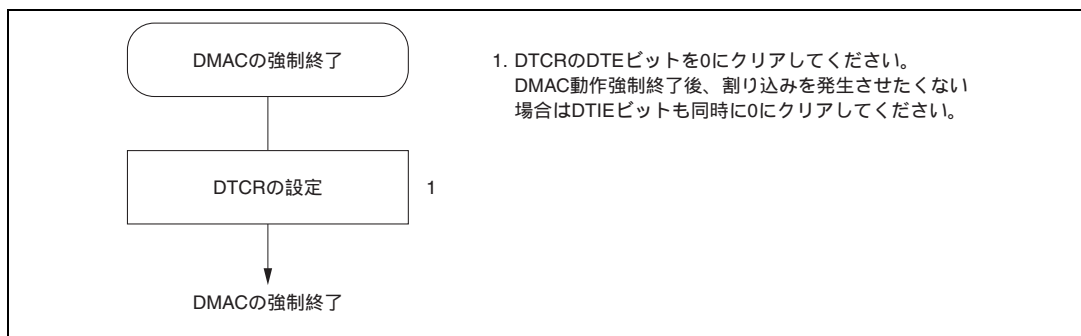 DMACの強制終了
1. DTCRのDTEビットを0にクリアしてください。
DMAC動作強制終了後、割り込みを発生させたくない
場合はDTIEビットも同時に0にクリアしてください。
DTCRの設定
1
DMACの強制終了